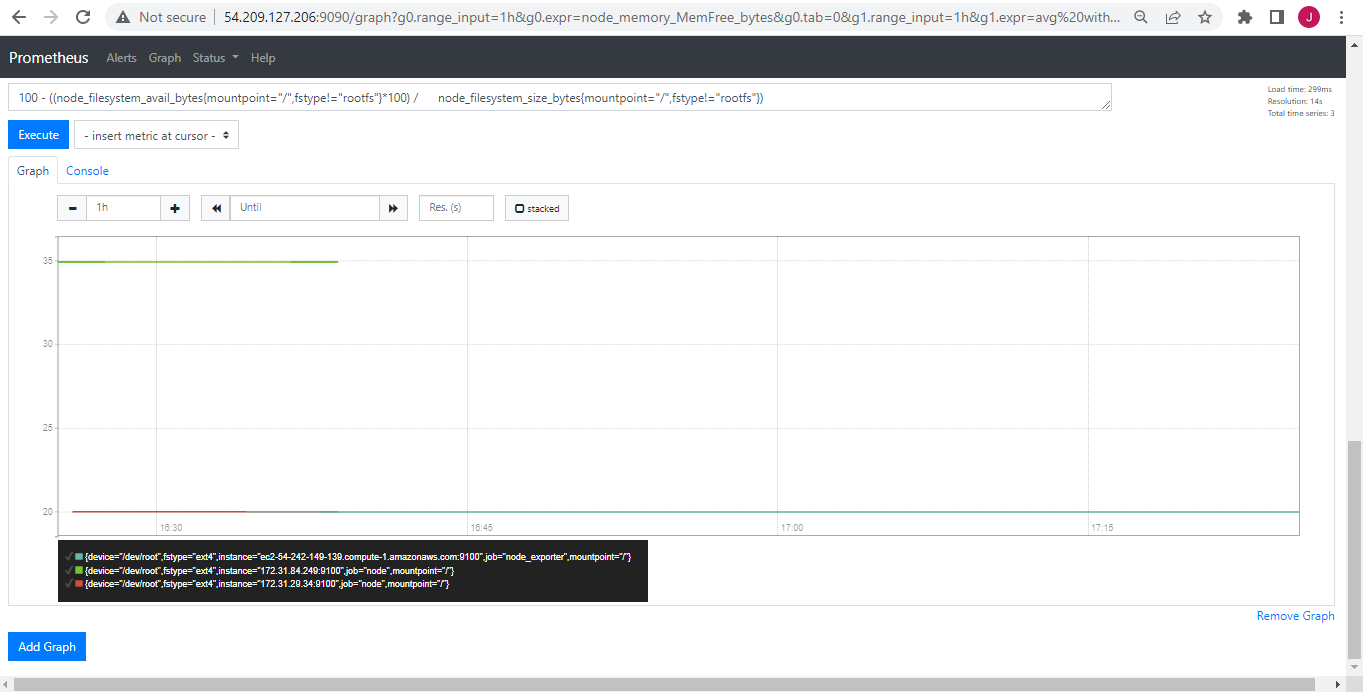 Not secure | 54.209.127.206:9090/graph?g0.range_input=1h&g0.expr=node_memory_MemFree_bytes&g0.tab=0&g1.range_input=1h&g1.expr=avg%20with...
J
Prometheus Alerts Graph Status Help
100 - ((node_filesystem_avail_bytes{mountpoint="/",fstype!="rootfs"}*100) / node_filesystem_size_bytes{mountpoint="/",fstype!="rootfs"})
Load time: 299ms
Resolution: 14s
Total time series: 3
Execute - insert metric at cursor -
Graph Console
1h Until Res. (s) stacked
35
30
25
20
16:30 16:45 17:00 17:15
{device="/dev/root",fstype="ext4",instance="ec2-54-242-149-139.compute-1.amazonaws.com:9100",job="node_exporter",mountpoint="/"}
{device="/dev/root",fstype="ext4",instance="172.31.84.249:9100",job="node",mountpoint="/"}
{device="/dev/root",fstype="ext4",instance="172.31.29.34:9100",job="node",mountpoint="/"}
Remove Graph
Add Graph